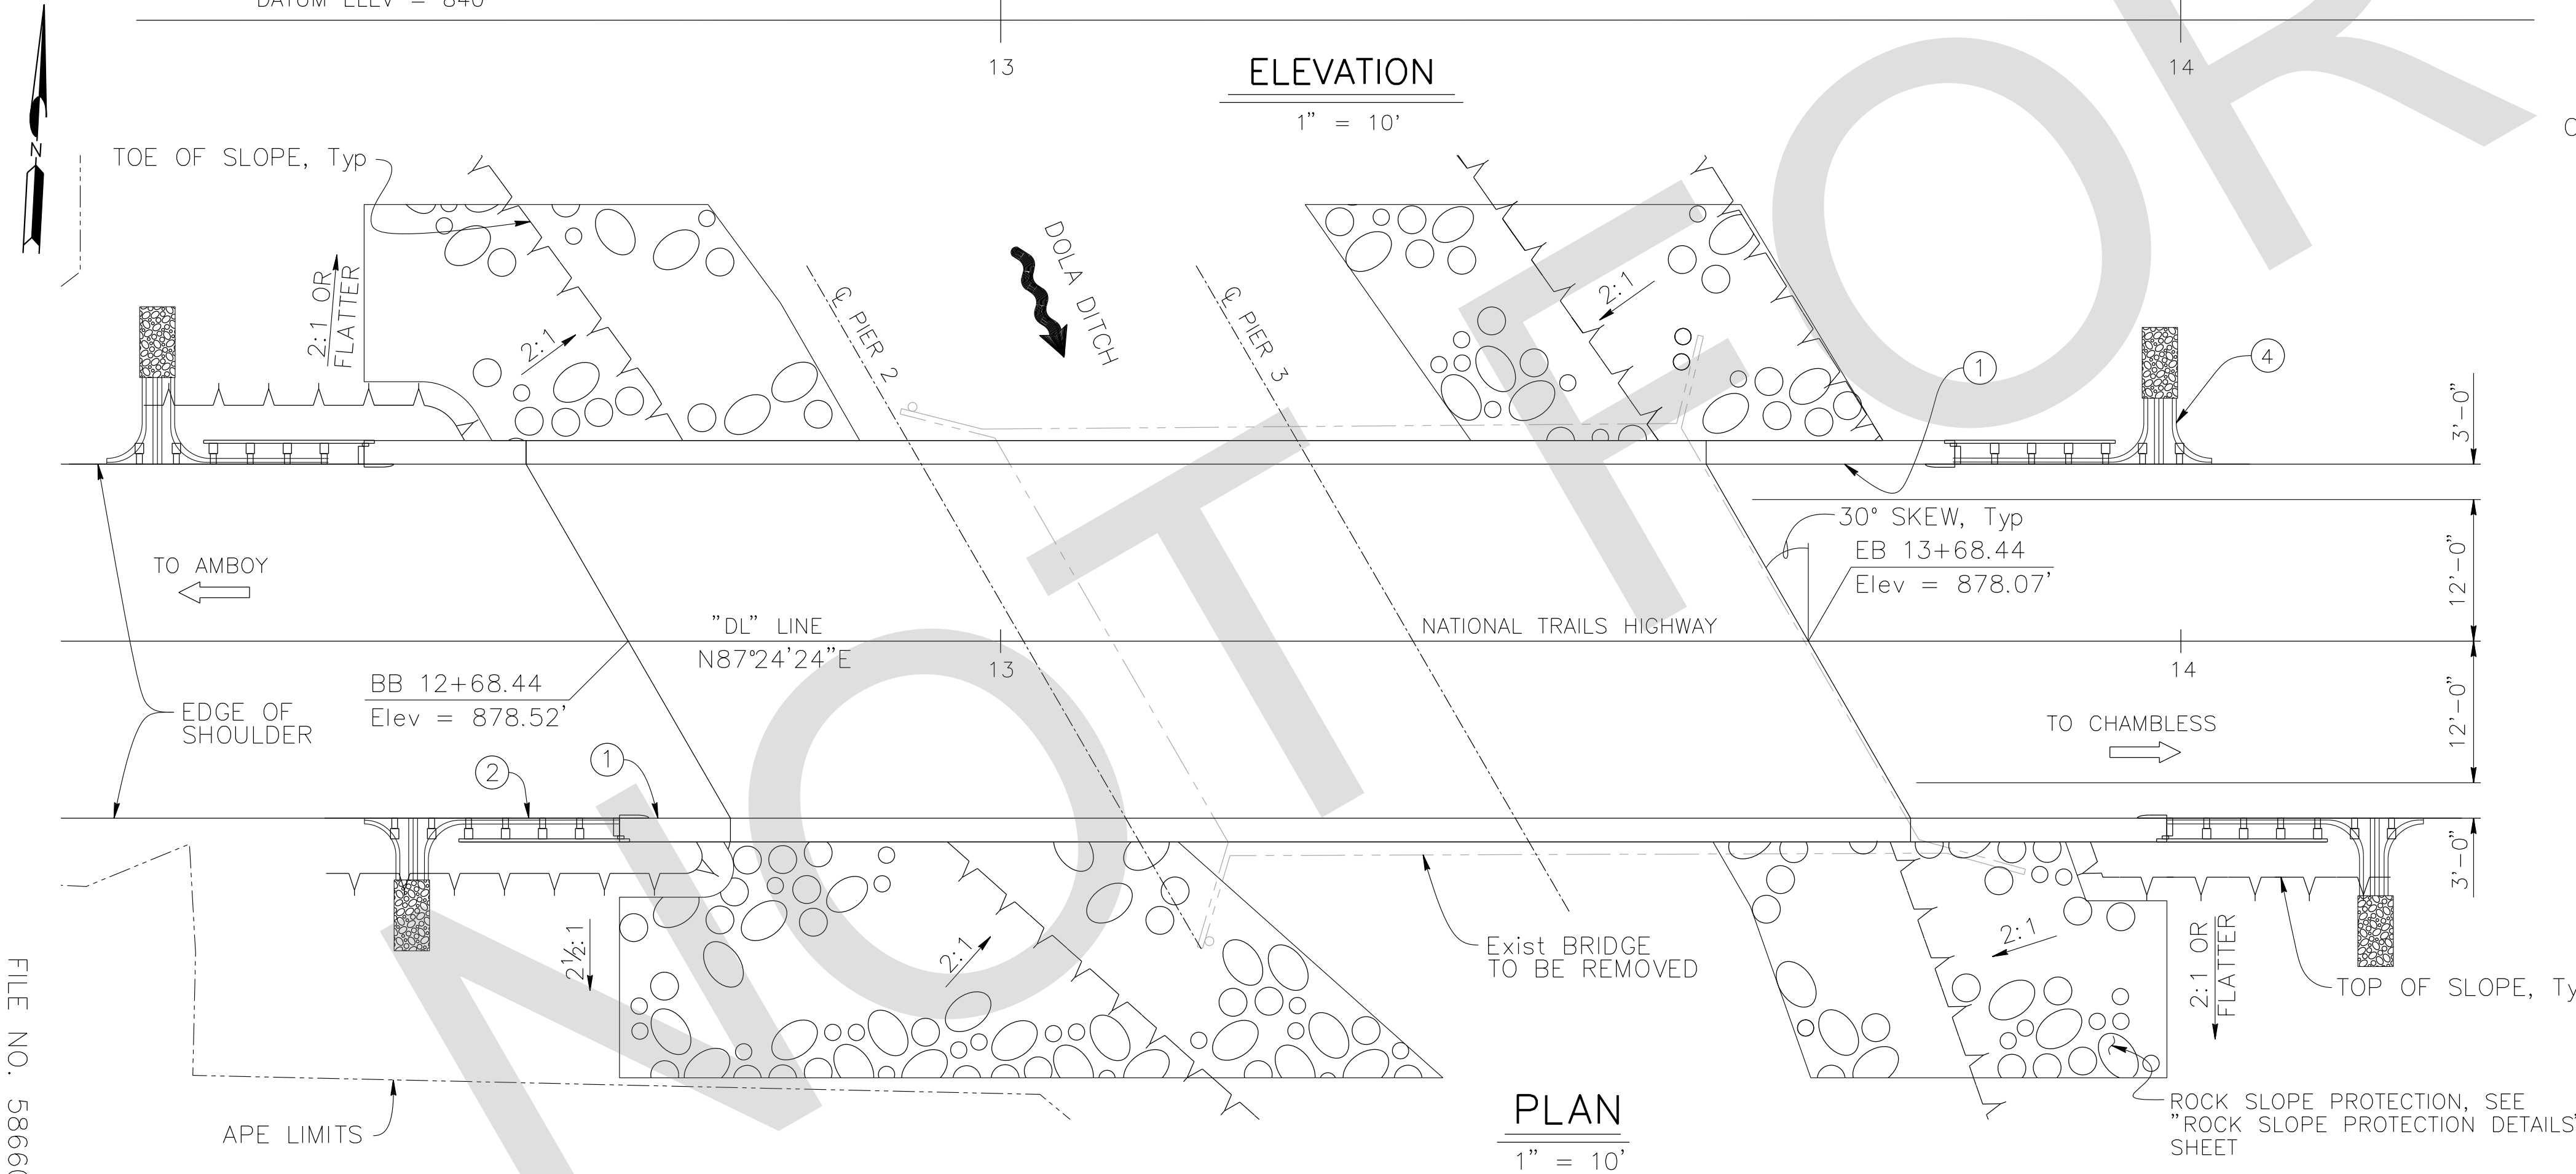 DATUM ELEV = 840
13
14
ELEVATION
1" = 10'
N
TOE OF SLOPE, Typ
2:1 OR
FLATTER
2:1
℄ PIER 2
DOLA DITCH
℄ PIER 3
2:1
1
4
3'-0"
30° SKEW, Typ
EB 13+68.44
Elev = 878.07'
12'-0"
TO AMBOY
"DL" LINE
N87°24'24"E
13
NATIONAL TRAILS HIGHWAY
14
BB 12+68.44
Elev = 878.52'
EDGE OF
SHOULDER
12'-0"
TO CHAMBLESS
2
1
3'-0"
2½:1
2:1
Exist BRIDGE
TO BE REMOVED
2:1
2:1 OR
FLATTER
TOP OF SLOPE, Ty
APE LIMITS
ROCK SLOPE PROTECTION, SEE
"ROCK SLOPE PROTECTION DETAILS"
SHEET
PLAN
1" = 10'
FILE NO. 5866
NOT FOR